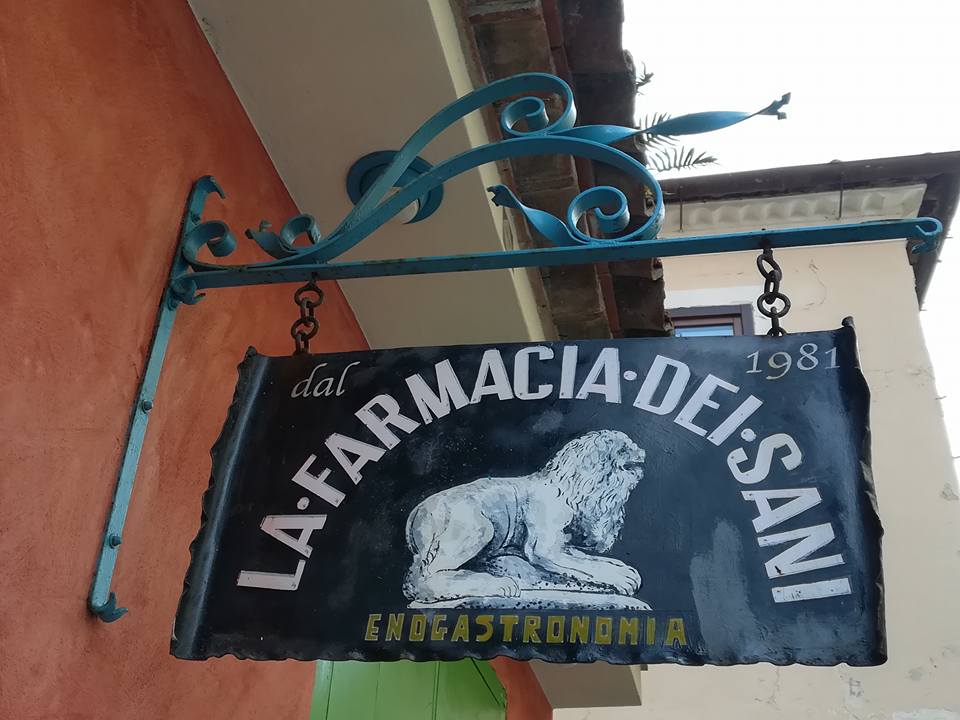 dal 1981
LA·FARMACIA·DEI·SANI
ENOGASTRONOMIA